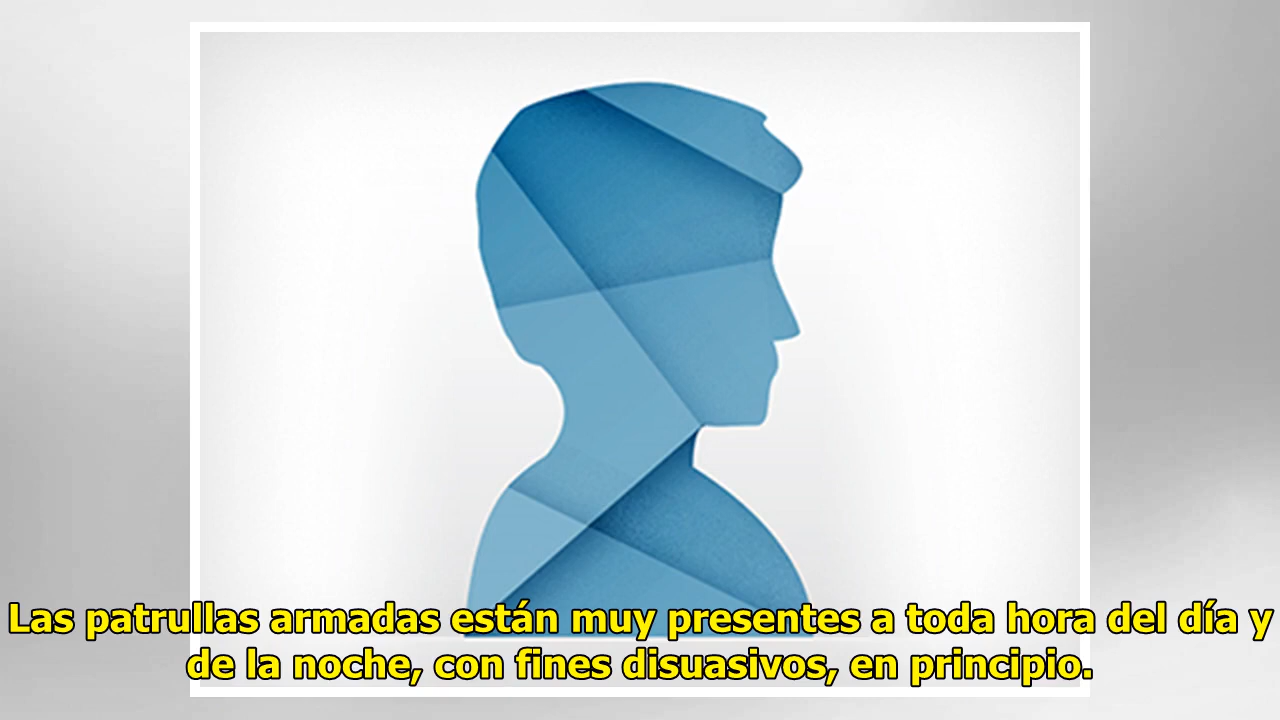 Las patrullas armadas están muy presentes a toda hora del día y
de la noche, con fines disuasivos, en principio.